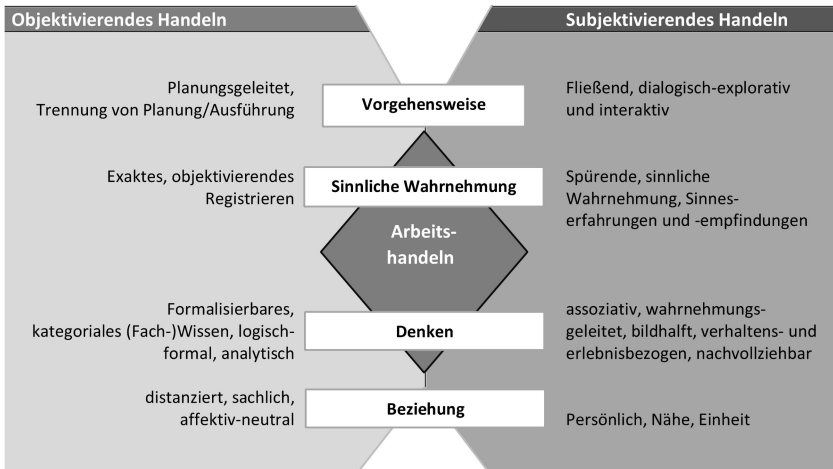 Objektivierendes Handeln
Subjektivierendes Handeln
Planungsgeleitet,
Trennung von Planung/Ausführung
Vorgehensweise
Fließend, dialogisch-explorativ
und interaktiv
Exaktes, objektivierendes
Registrieren
Sinnliche Wahrnehmung
Spürende, sinnliche
Wahrnehmung, Sinnes-
erfahrungen und -empfindungen
Arbeits-
handeln
Formalisierbares,
kategoriales (Fach-)Wissen, logisch-
formal, analytisch
Denken
assoziativ, wahrnehmungs-
geleitet, bildhalft, verhaltens- und
erlebnisbezogen, nachvollziehbar
distanziert, sachlich,
affektiv-neutral
Beziehung
Persönlich, Nähe, Einheit